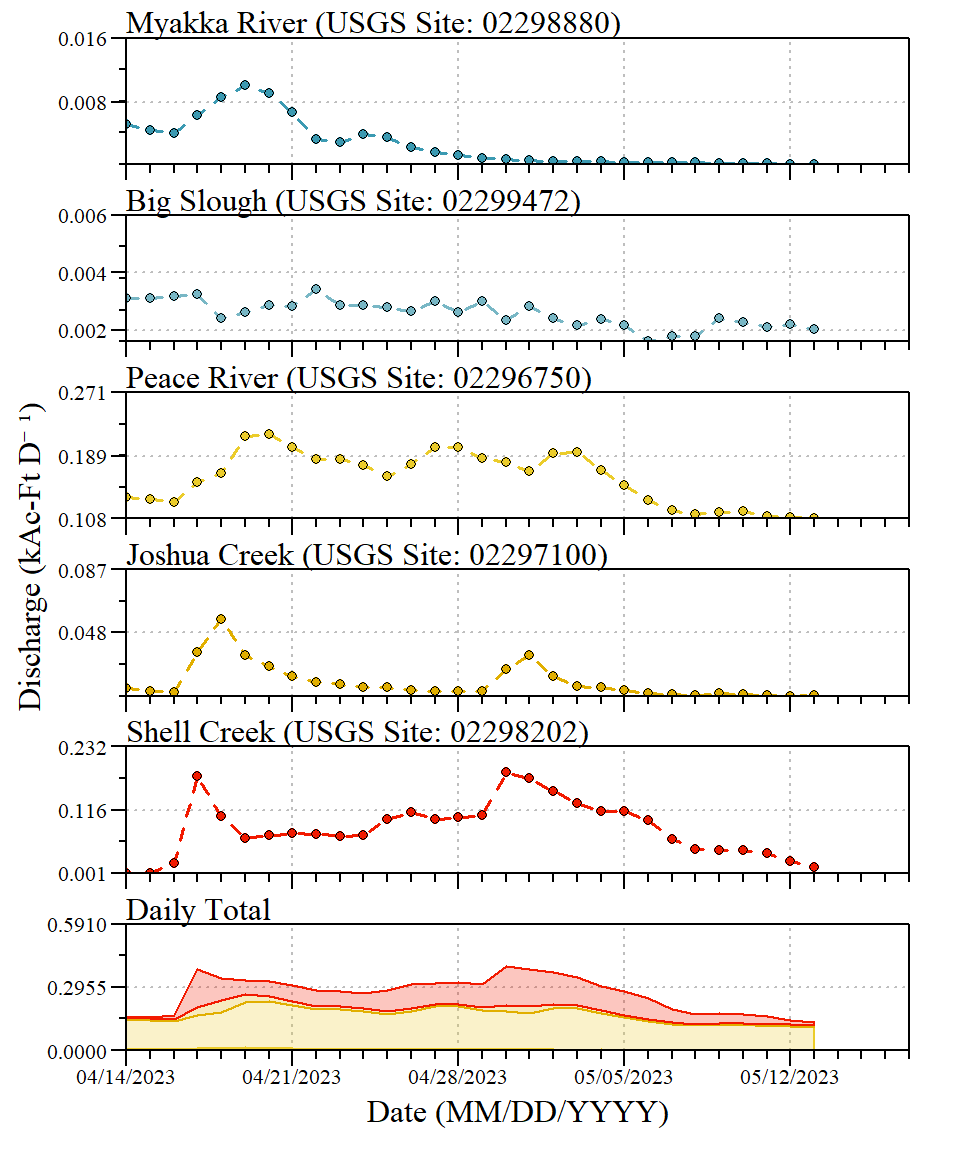 Myakka River (USGS Site: 02298880)
0.016
0.008
Big Slough (USGS Site: 02299472)
0.006
0.004
0.002
Peace River (USGS Site: 02296750)
0.271
0.189
0.108
Joshua Creek (USGS Site: 02297100)
0.087
0.048
Shell Creek (USGS Site: 02298202)
0.232
0.116
0.001
Daily Total
0.5910
0.2955
0.0000
04/14/2023 04/21/2023 04/28/2023 05/05/2023 05/12/2023
Date (MM/DD/YYYY)
Discharge (kAc-Ft D⁻¹)